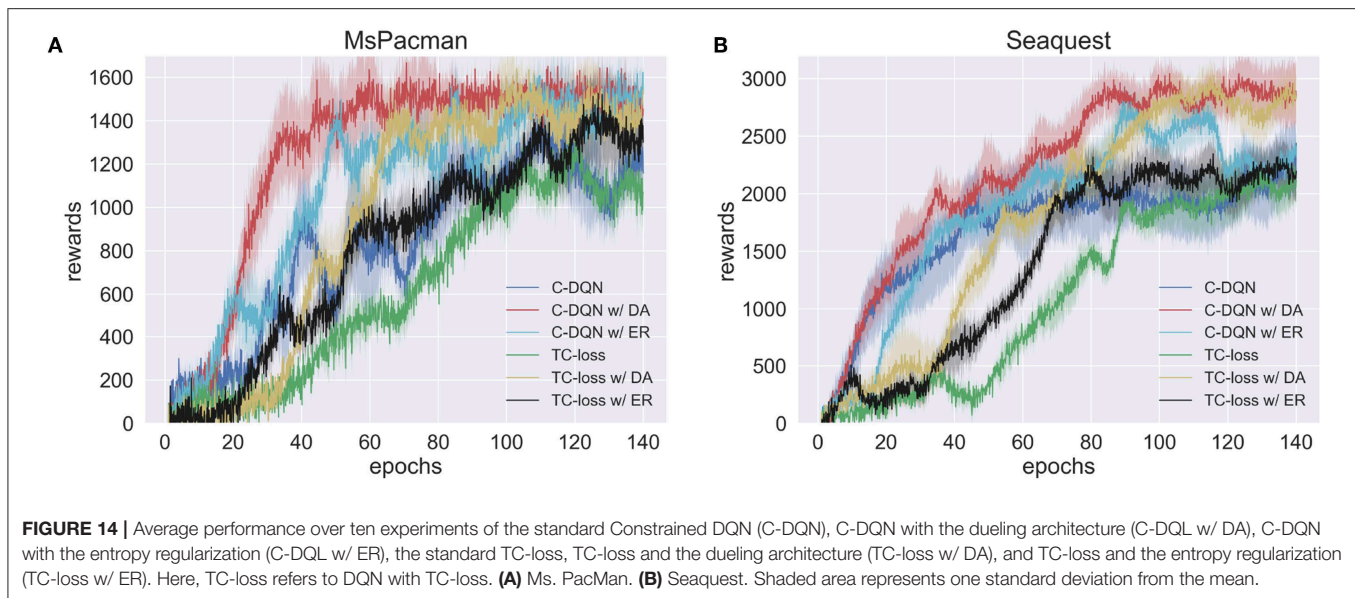 A
MsPacman
1600
1400
1200
1000
800
600
400
200
0
rewards
0 20 40 60 80 100 120 140
epochs
C-DQN
C-DQN w/ DA
C-DQN w/ ER
TC-loss
TC-loss w/ DA
TC-loss w/ ER
B
Seaquest
3000
2500
2000
1500
1000
500
0
rewards
0 20 40 60 80 100 120 140
epochs
C-DQN
C-DQN w/ DA
C-DQN w/ ER
TC-loss
TC-loss w/ DA
TC-loss w/ ER
FIGURE 14 | Average performance over ten experiments of the standard Constrained DQN (C-DQN), C-DQN with the dueling architecture (C-DQL w/ DA), C-DQN
with the entropy regularization (C-DQL w/ ER), the standard TC-loss, TC-loss and the dueling architecture (TC-loss w/ DA), and TC-loss and the entropy regularization
(TC-loss w/ ER). Here, TC-loss refers to DQN with TC-loss. (A) Ms. PacMan. (B) Seaquest. Shaded area represents one standard deviation from the mean.